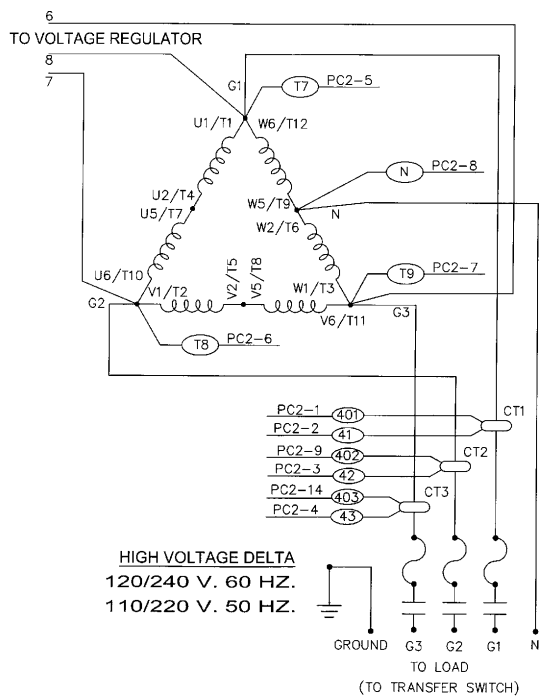 6
TO VOLTAGE REGULATOR
8
7
G1
T7 PC2-5
U1/T1 W6/T12
N PC2-8
U2/T4
U5/T7
W5/T9
W2/T6
N
U6/T10
V1/T2
V2/T5
V5/T8
W1/T3
T9 PC2-7
G2
V6/T11
G3
T8 PC2-6
PC2-1 401
CT1
PC2-2 41
PC2-9 402
CT2
PC2-3 42
PC2-14 403
CT3
PC2-4 43
HIGH VOLTAGE DELTA
120/240 V. 60 HZ.
110/220 V. 50 HZ.
GROUND G3 G2 G1 N
TO LOAD
(TO TRANSFER SWITCH)